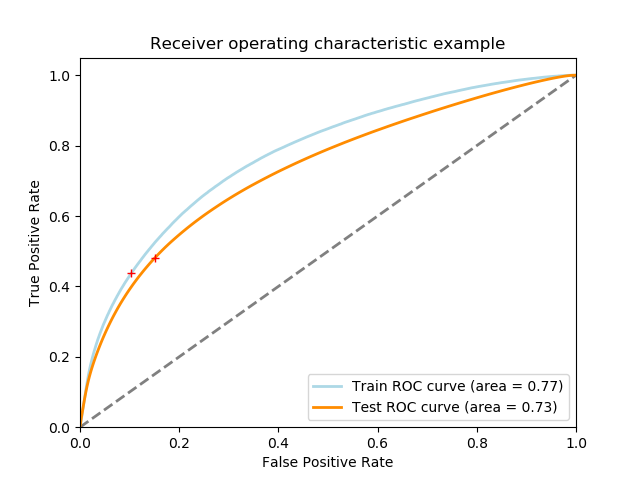 Receiver operating characteristic example
True Positive Rate
1.0
0.8
0.6
0.4
0.2
0.0
0.0 0.2 0.4 0.6 0.8 1.0
False Positive Rate
Train ROC curve (area = 0.77)
Test ROC curve (area = 0.73)